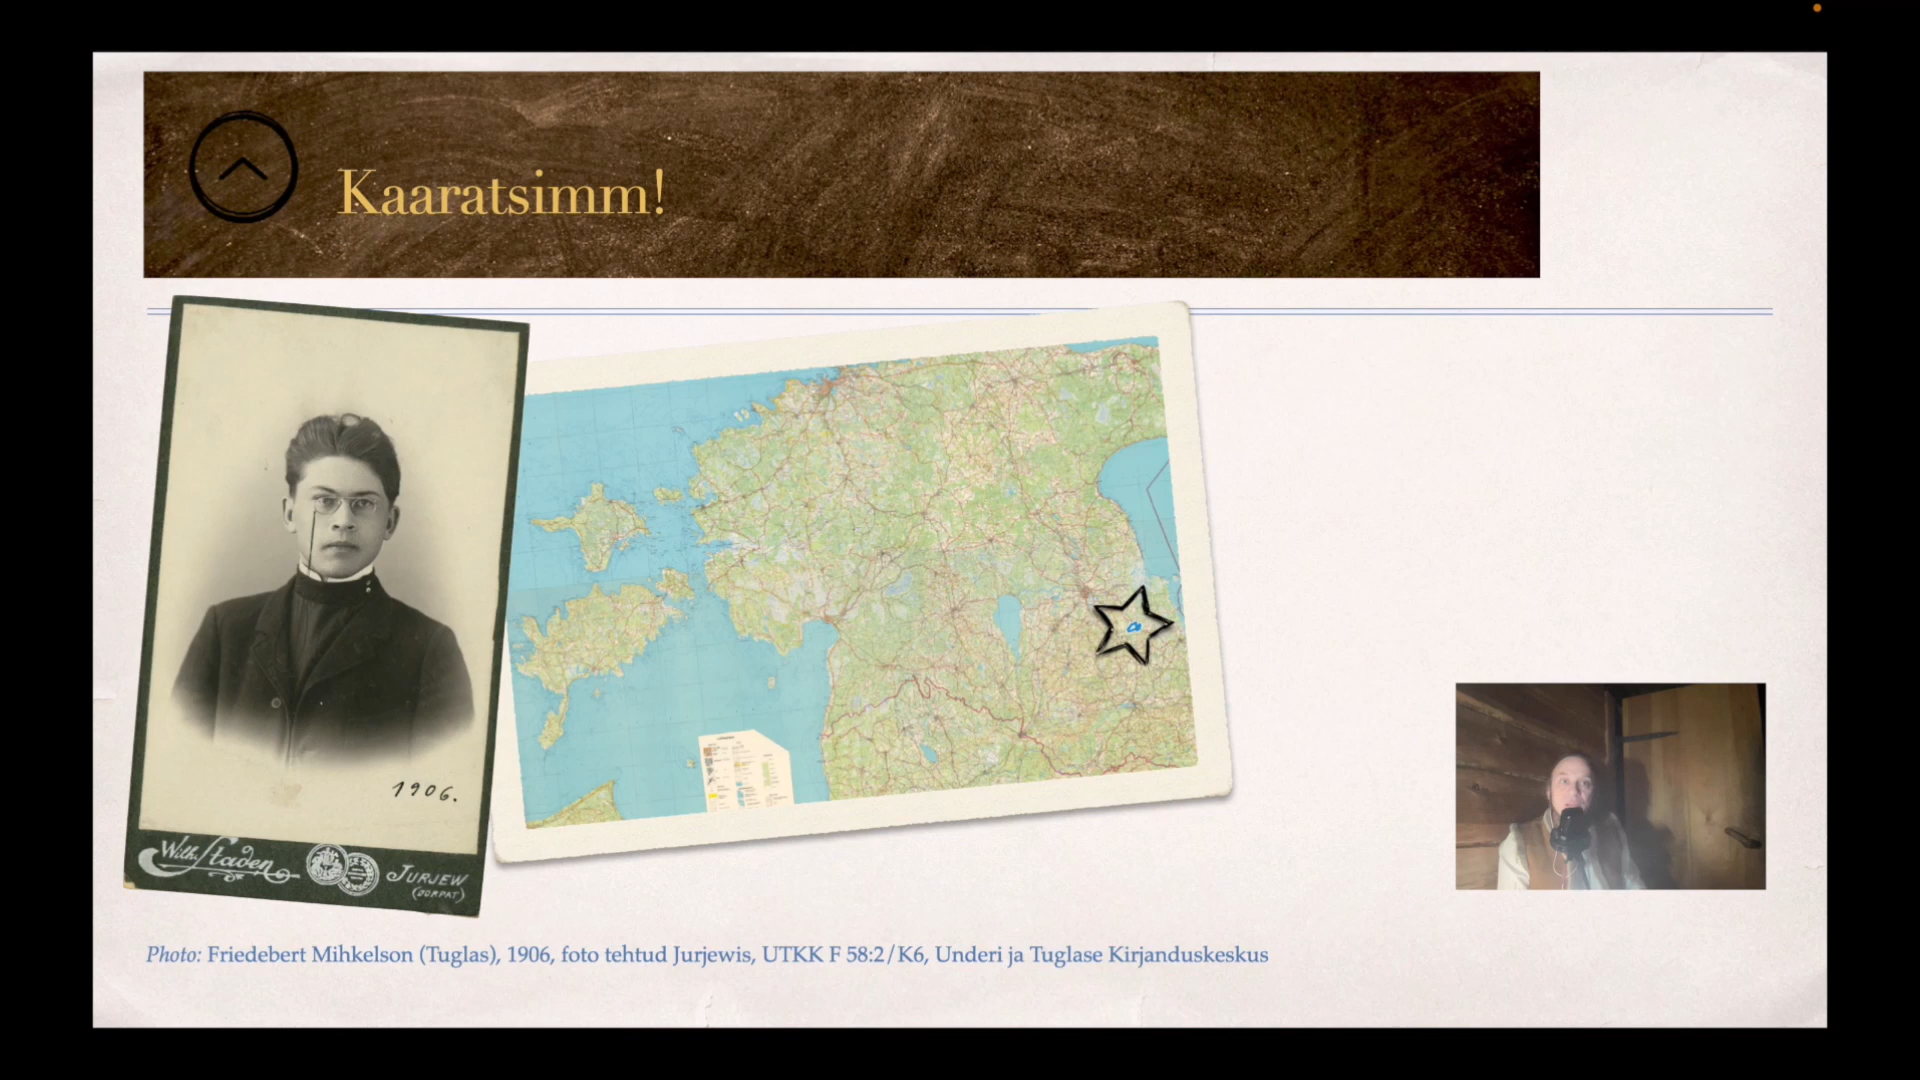 Kaaratsimm!
1906.
Wilh. Staden
JURJEW
(DORPAT)
Photo: Friedebert Mihkelson (Tuglas), 1906, foto tehtud Jurjewis, UTKK F 58:2/K6, Underi ja Tuglase Kirjanduskeskus